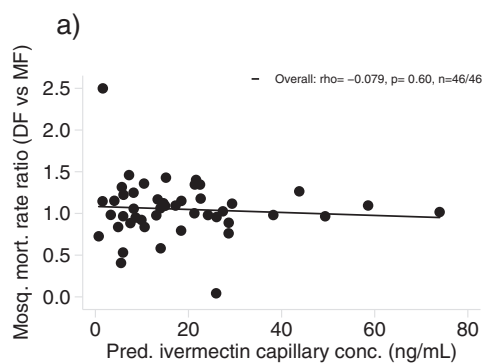 a)
Overall: rho= −0.079, p= 0.60, n=46/46
Mosq. mort. rate ratio (DF vs MF)
2.5
2.0
1.5
1.0
0.5
0.0
0 20 40 60 80
Pred. ivermectin capillary conc. (ng/mL)